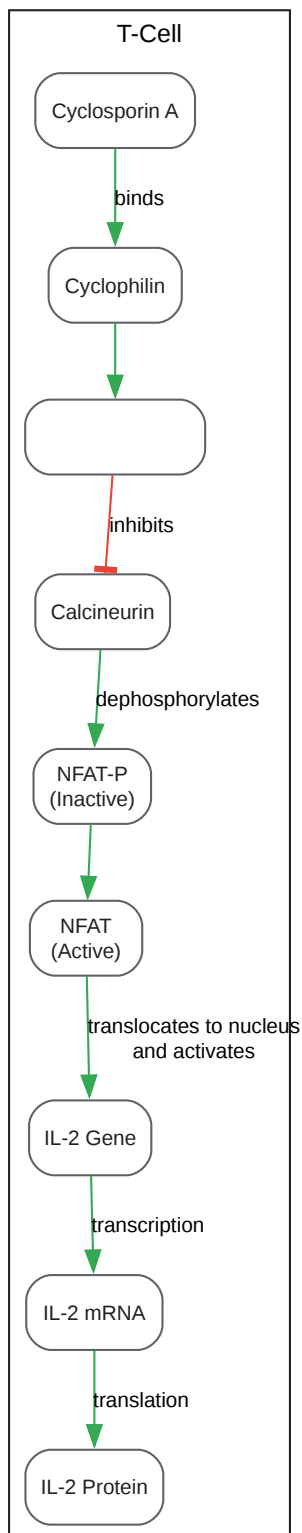 T-Cell
Cyclosporin A
binds
Cyclophilin
inhibits
Calcineurin
dephosphorylates
NFAT-P
(Inactive)
NFAT
(Active)
translocates to nucleus
and activates
IL-2 Gene
transcription
IL-2 mRNA
translation
IL-2 Protein